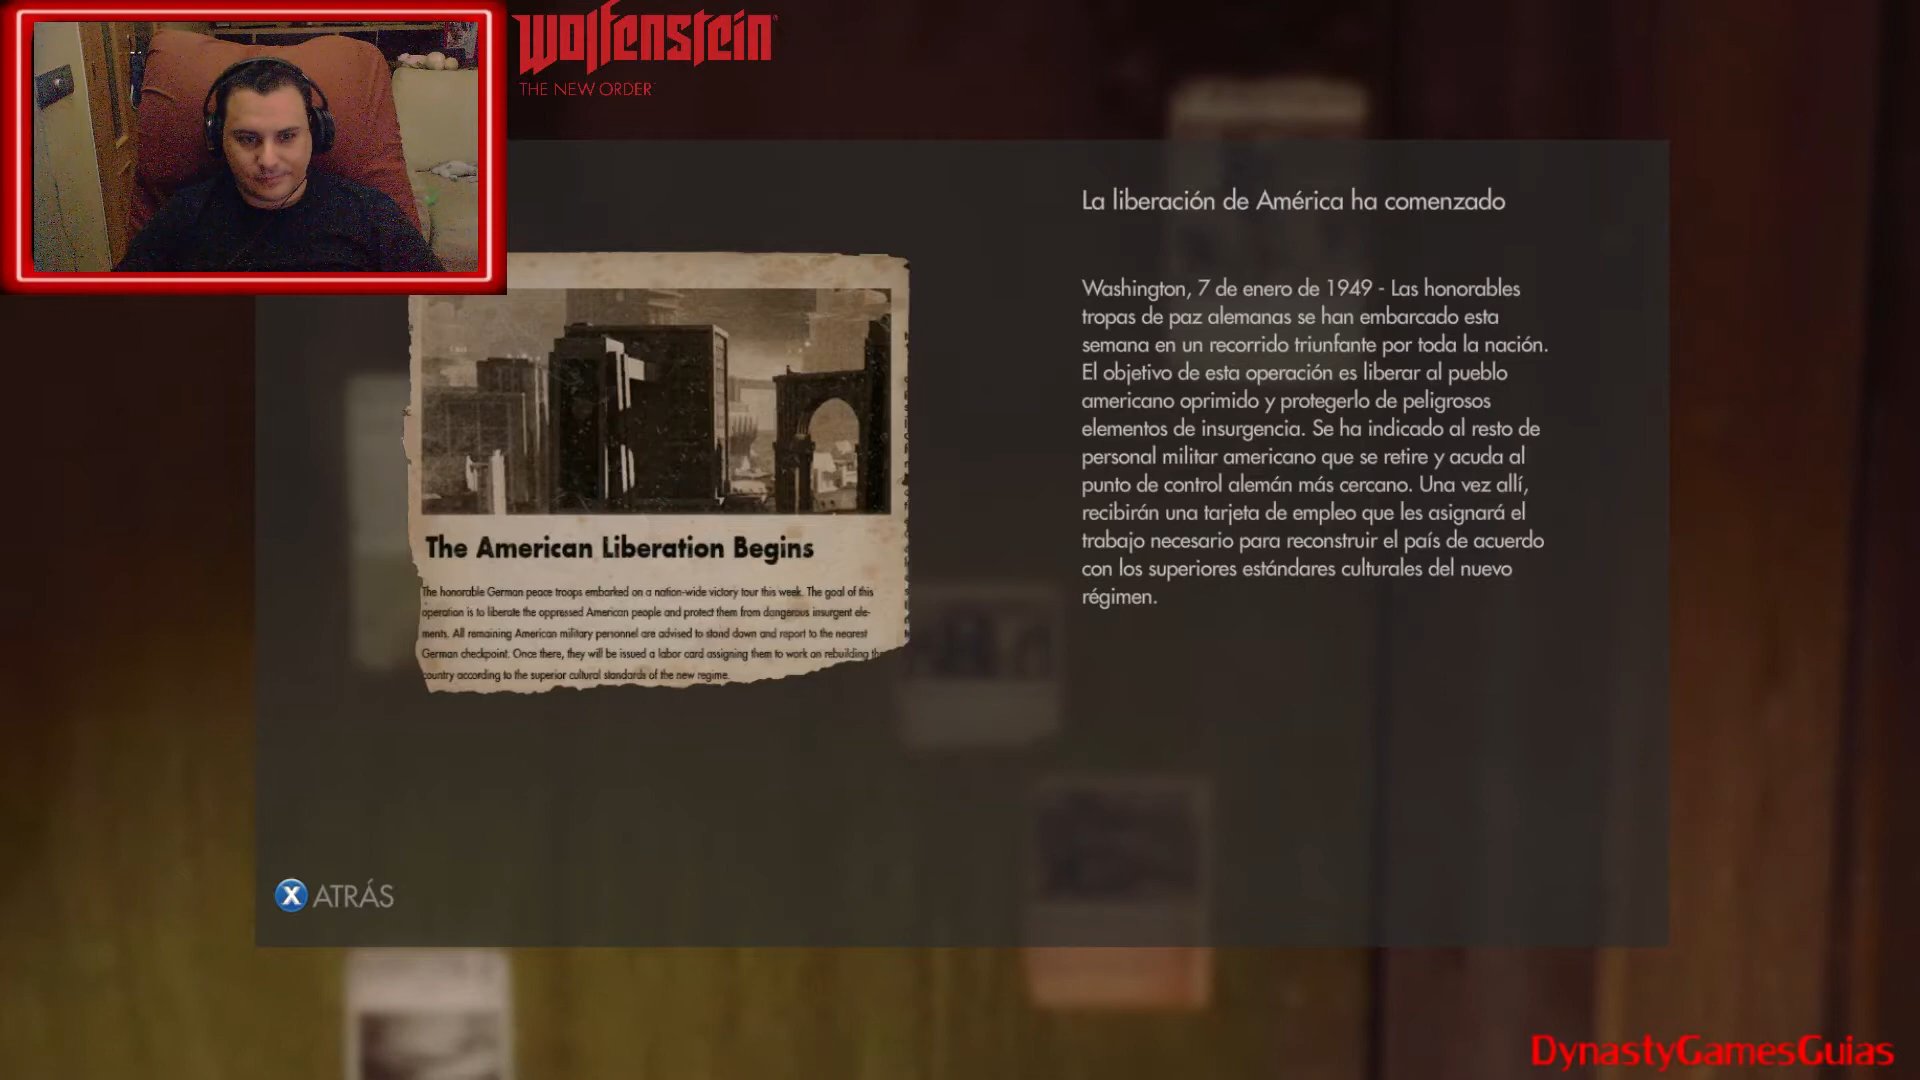 Wolfenstein
THE NEW ORDER
La liberación de América ha comenzado
Washington, 7 de enero de 1949 - Las honorables
tropas de paz alemanas se han embarcado esta
semana en un recorrido triunfante por toda la nación.
El objetivo de esta operación es liberar al pueblo
americano oprimido y protegerlo de peligrosos
elementos de insurgencia. Se ha indicado al resto de
personal militar americano que se retire y acuda al
punto de control alemán más cercano. Una vez allí,
recibirán una tarjeta de empleo que les asignará el
trabajo necesario para reconstruir el país de acuerdo
con los superiores estándares culturales del nuevo
régimen.
The American Liberation Begins
The honorable German peace troops embarked on a nation-wide victory tour this week. The goal of this
operation is to liberate the oppressed American people and protect them from dangerous insurgent ele-
ments. All remaining American military personnel are advised to stand down and report to the nearest
German checkpoint. Once there, they will be issued a labor card assigning them to work on rebuilding the
country according to the superior cultural standards of the new regime.
X ATRÁS
DynastyGamesGuias